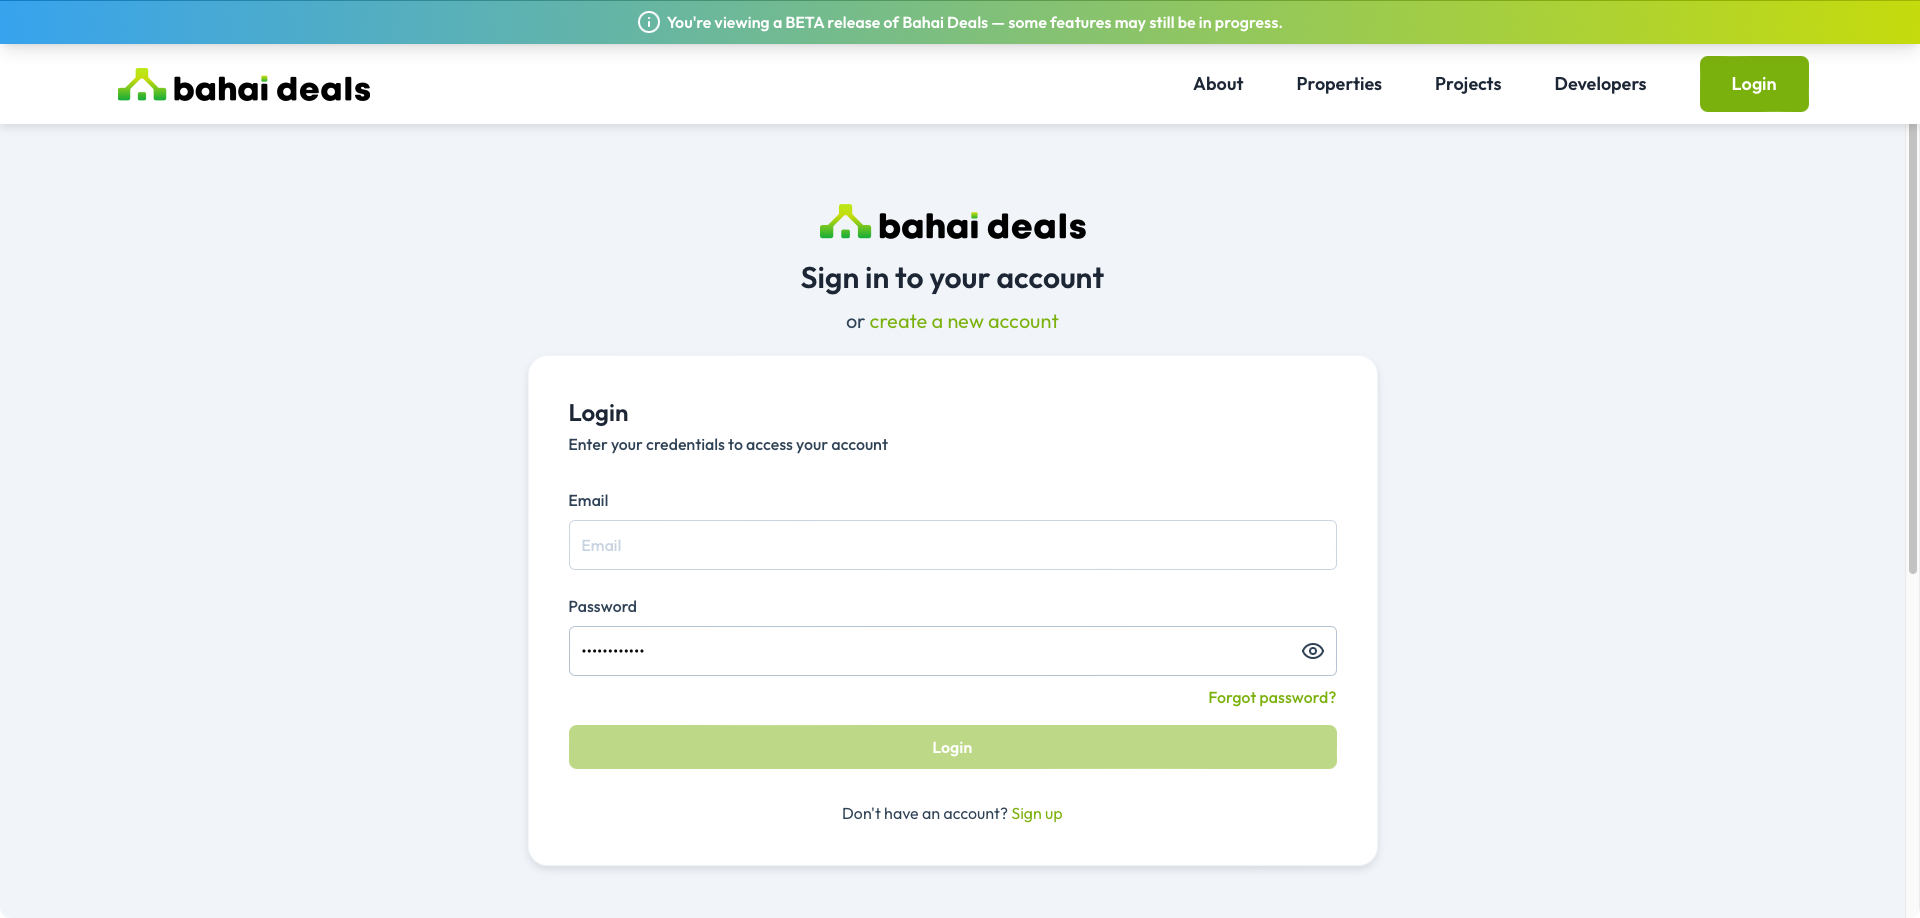 You're viewing a BETA release of Bahai Deals — some features may still be in progress.
bahai deals
About
Properties
Projects
Developers
Login
bahai deals
Sign in to your account
or create a new account
Login
Enter your credentials to access your account
Email
Email
Password
••••••••••••
Forgot password?
Login
Don't have an account? Sign up